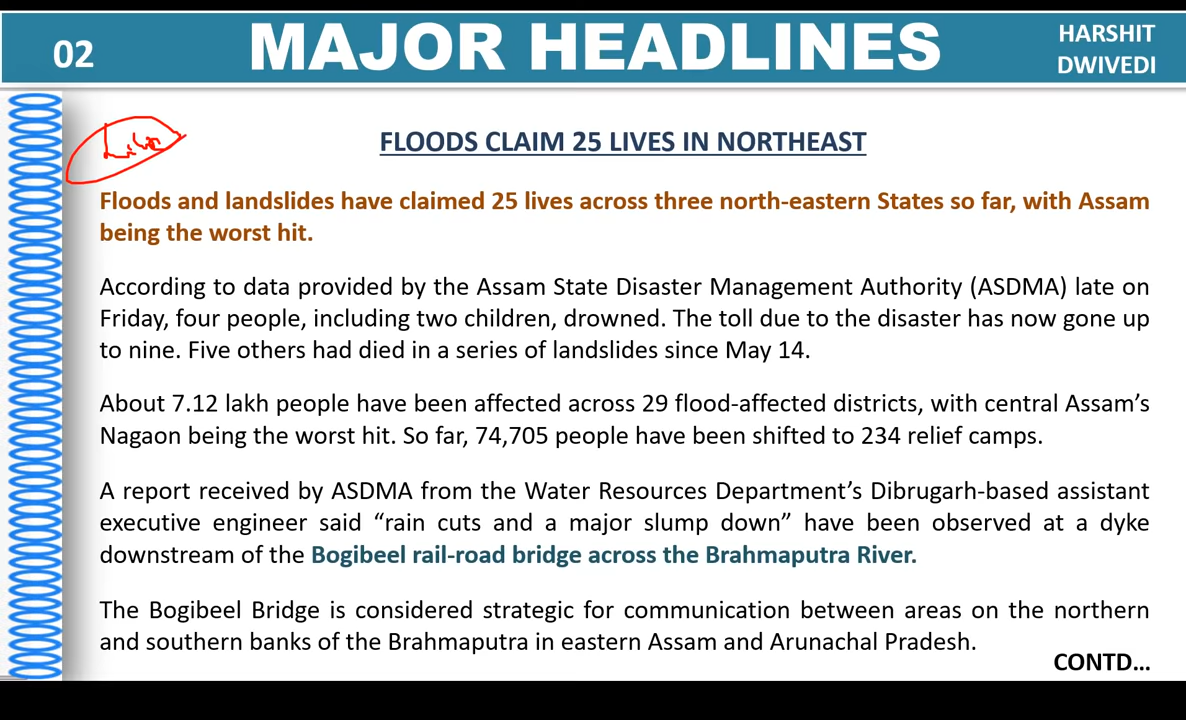 02
MAJOR HEADLINES
HARSHIT
DWIVEDI
FLOODS CLAIM 25 LIVES IN NORTHEAST
Floods and landslides have claimed 25 lives across three north-eastern States so far, with Assam
being the worst hit.
According to data provided by the Assam State Disaster Management Authority (ASDMA) late on
Friday, four people, including two children, drowned. The toll due to the disaster has now gone up
to nine. Five others had died in a series of landslides since May 14.
About 7.12 lakh people have been affected across 29 flood-affected districts, with central Assam’s
Nagaon being the worst hit. So far, 74,705 people have been shifted to 234 relief camps.
A report received by ASDMA from the Water Resources Department’s Dibrugarh-based assistant
executive engineer said “rain cuts and a major slump down” have been observed at a dyke
downstream of the Bogibeel rail-road bridge across the Brahmaputra River.
The Bogibeel Bridge is considered strategic for communication between areas on the northern
and southern banks of the Brahmaputra in eastern Assam and Arunachal Pradesh.
CONTD...